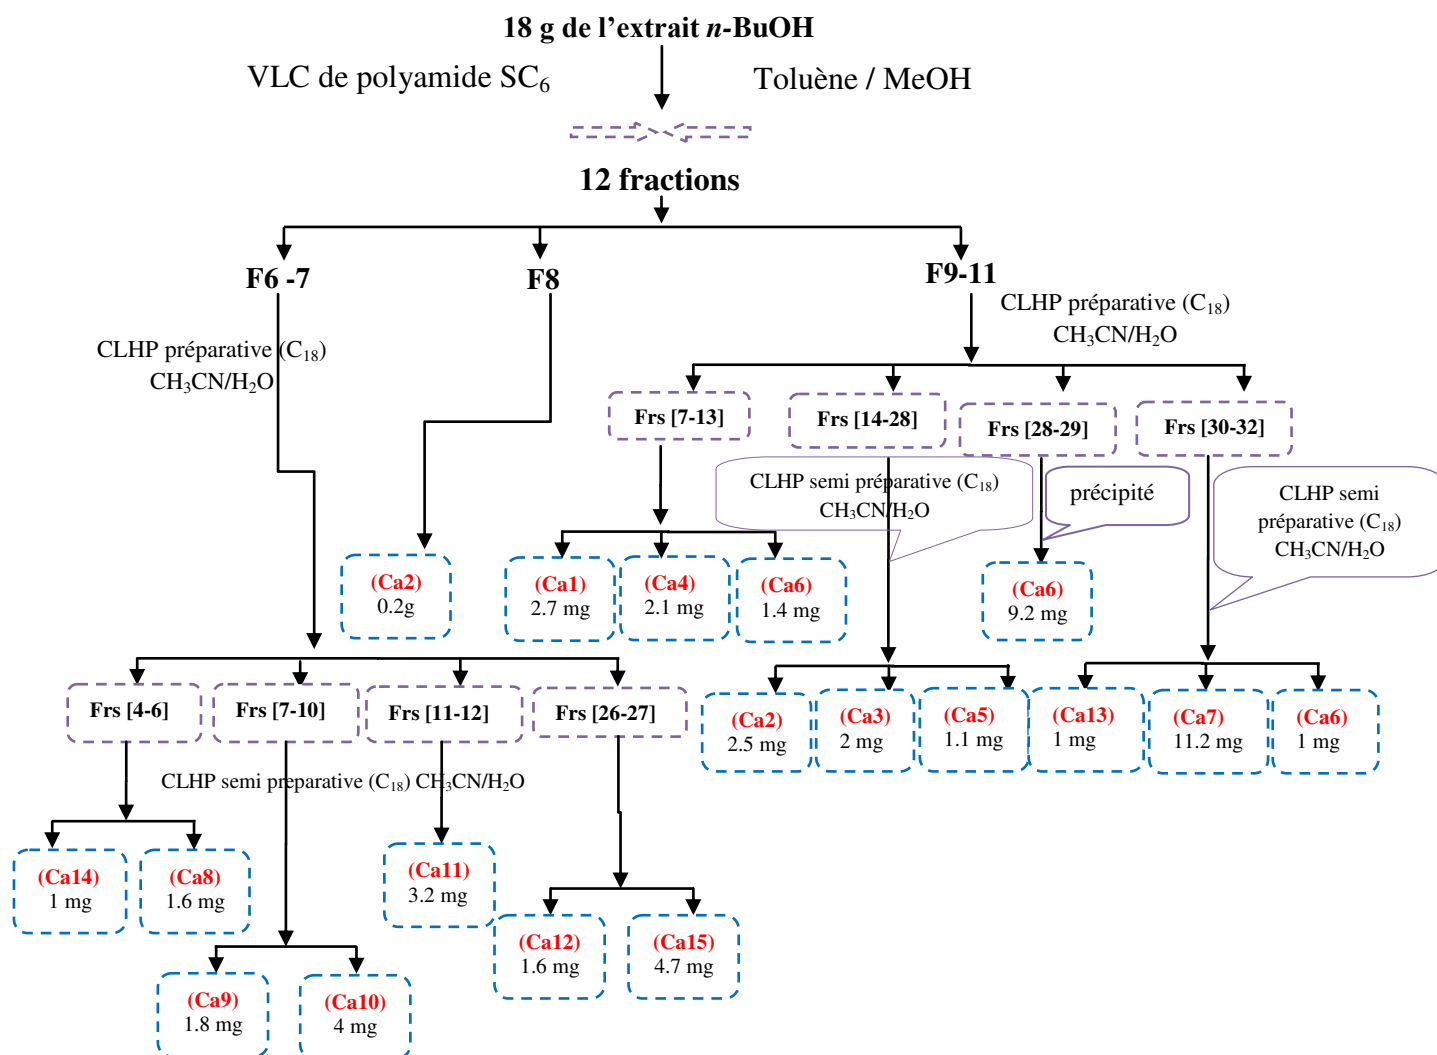 18 g de l'extrait n-BuOH
VLC de polyamide SC6
Toluène / MeOH
12 fractions
F6 -7
F8
F9-11
CLHP préparative (C18)
CH3CN/H2O
CLHP préparative (C18)
CH3CN/H2O
Frs [7-13]
Frs [14-28]
Frs [28-29]
Frs [30-32]
CLHP semi préparative (C18)
CH3CN/H2O
précipité
CLHP semi
préparative (C18)
CH3CN/H2O
(Ca2)
0.2g
(Ca1)
2.7 mg
(Ca4)
2.1 mg
(Ca6)
1.4 mg
(Ca6)
9.2 mg
Frs [4-6]
Frs [7-10]
Frs [11-12]
Frs [26-27]
(Ca2)
2.5 mg
(Ca3)
2 mg
(Ca5)
1.1 mg
(Ca13)
1 mg
(Ca7)
11.2 mg
(Ca6)
1 mg
CLHP semi preparative (C18) CH3CN/H2O
(Ca14)
1 mg
(Ca8)
1.6 mg
(Ca11)
3.2 mg
(Ca12)
1.6 mg
(Ca15)
4.7 mg
(Ca9)
1.8 mg
(Ca10)
4 mg